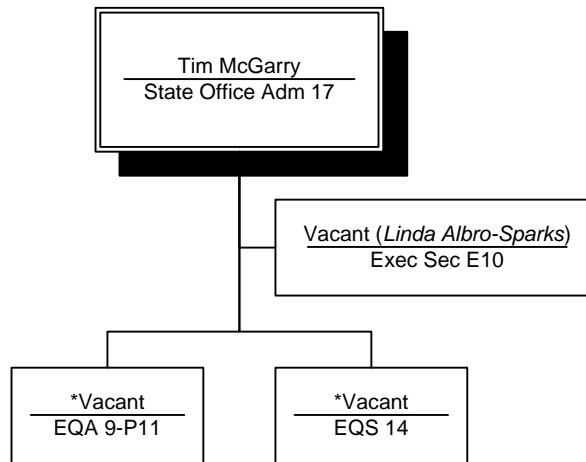 Tim McGarry
State Office Adm 17
Vacant (Linda Albro-Sparks)
Exec Sec E10
*Vacant
EQA 9-P11
*Vacant
EQS 14